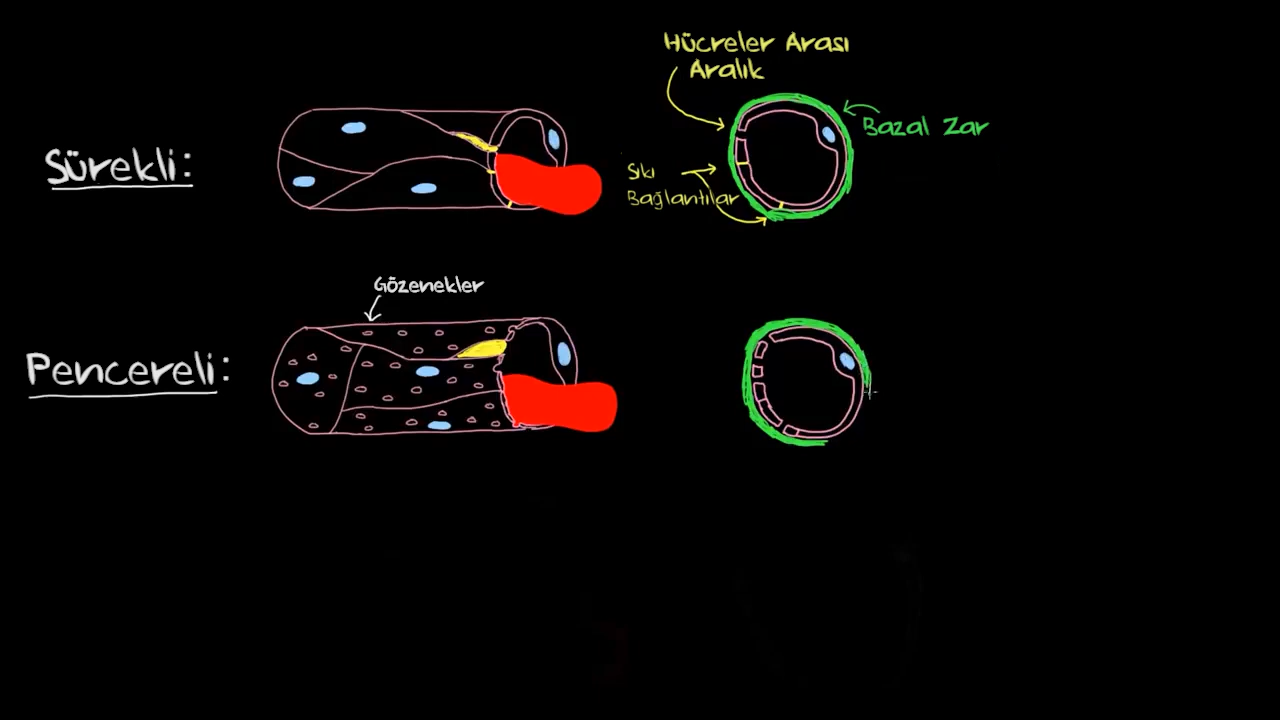 Hücreler Arası
Aralık
Bazal Zar
Sürekli:
Sıkı
Bağlantılar
Gözenekler
Pencereli: